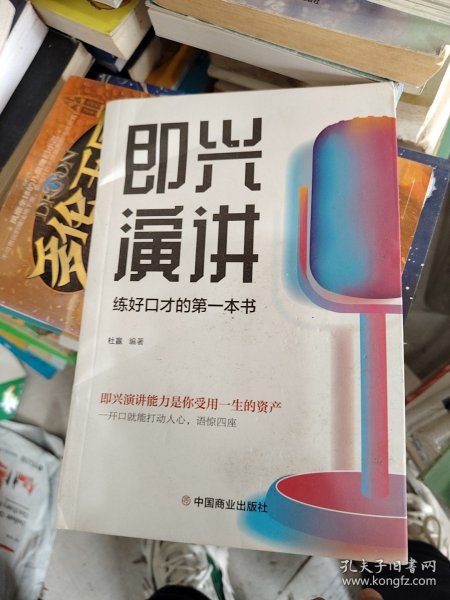 即兴
演讲
练好口才的第一本书
杜赢 编著
即兴演讲能力是你受用一生的资产
一开口就能打动人心，语惊四座
中国商业出版社
孔夫子旧书网
www.kongfz.com